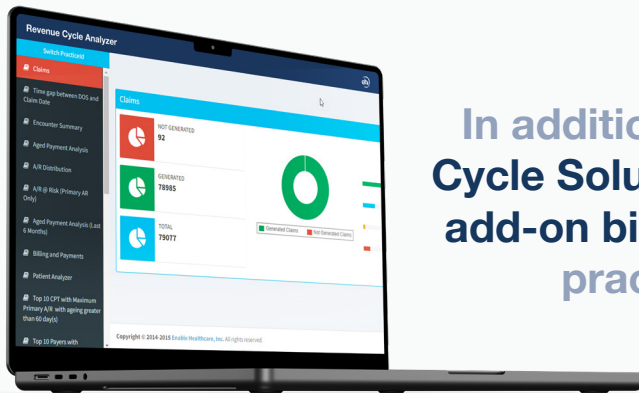 Revenue Cycle Analyzer
Switch PracticeId
Claims
Time gap between DOS and
Claim Date
Encounter Summary
Aged Payment Analysis
A/R Distribution
A/R @ Risk (Primary AR
Only)
Aged Payment Analysis (Last
6 Months)
Billing and Payments
Patient Analyzer
Top 10 CPT with Maximum
Primary A/R with ageing greater
than 60 day(s)
Top 10 Payers with
Claims
NOT GENERATED
92
GENERATED
78985
TOTAL
79077
Generated Claims Not Generated Claims
Copyright © 2014-2015 Enable Healthcare, Inc. All rights reserved.
In additio
Cycle Solu
add-on bi
prac